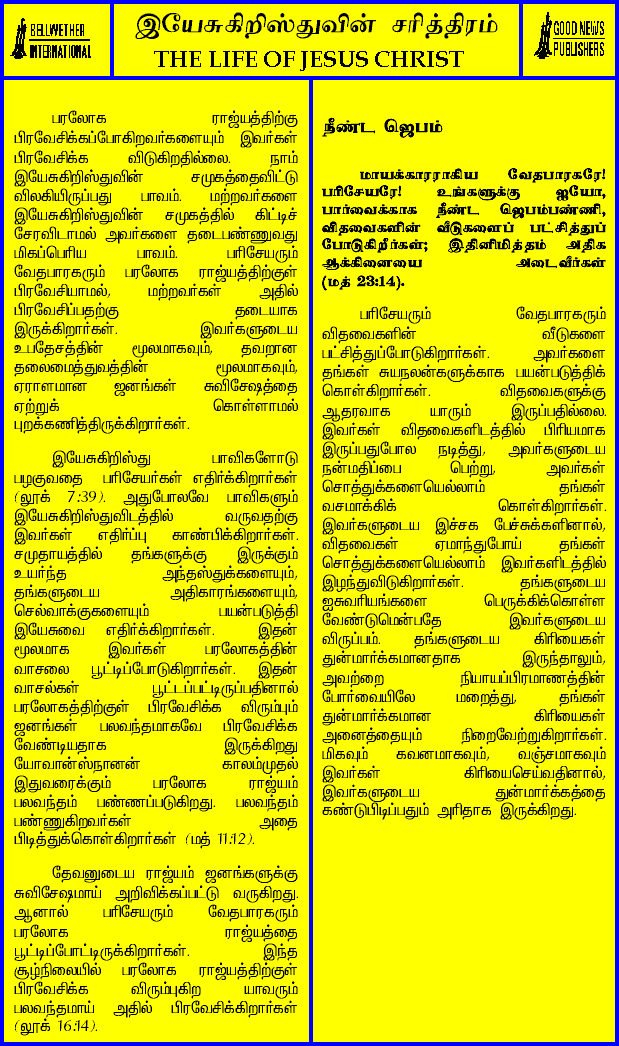 BELLWETHER
INTERNATIONAL
இயேசுகிறிஸ்துவின் சரித்திரம்
THE LIFE OF JESUS CHRIST
GOOD NEWS
PUBLISHERS
பரலோக ராஜ்யத்திற்கு
பிரவேசிக்கப்போகிறவர்களையும் இவர்கள்
பிரவேசிக்க விடுகிறதில்லை. நாம்
இயேசுகிறிஸ்துவின் சமுகத்தைவிட்டு
விலகியிருப்பது பாவம். மற்றவர்களை
இயேசுகிறிஸ்துவின் சமுகத்தில் கிட்டிச்
சேரவிடாமல் அவர்களை தடைபண்ணுவது
மிகப்பெரிய பாவம். பரிசேயரும்
வேதபாரகரும் பரலோக ராஜ்யத்திற்குள்
பிரவேசியாமல், மற்றவர்கள் அதில்
பிரவேசிப்பதற்கு தடையாக
இருக்கிறார்கள். இவர்களுடைய
உபதேசத்தின் மூலமாகவும், தவறான
தலைமைத்துவத்தின் மூலமாகவும்,
ஏராளமான ஜனங்கள் சுவிசேஷத்தை
ஏற்றுக் கொள்ளாமல்
புறக்கணித்திருக்கிறார்கள்.
இயேசுகிறிஸ்து பாவிகளோடு
பழகுவதை பரிசேயர்கள் எதிர்க்கிறார்கள்
(லூக் 7:39). அதுபோலவே பாவிகளும்
இயேசுகிறிஸ்துவிடத்தில் வருவதற்கு
இவர்கள் எதிர்ப்பு காண்பிக்கிறார்கள்.
சமுதாயத்தில் தங்களுக்கு இருக்கும்
உயர்ந்த அந்தஸ்துக்களையும்,
தங்களுடைய அதிகாரங்களையும்,
செல்வாக்குகளையும் பயன்படுத்தி
இயேசுவை எதிர்க்கிறார்கள். இதன்
மூலமாக இவர்கள் பரலோகத்தின்
வாசலை பூட்டிப்போடுகிறார்கள். இதன்
வாசல்கள் பூட்டப்பட்டிருப்பதினால்
பரலோகத்திற்குள் பிரவேசிக்க விரும்பும்
ஜனங்கள் பலவந்தமாகவே பிரவேசிக்க
வேண்டியதாக இருக்கிறது
யோவான்ஸ்நானன் காலம்முதல்
இதுவரைக்கும் பரலோக ராஜ்யம்
பலவந்தம் பண்ணப்படுகிறது. பலவந்தம்
பண்ணுகிறவர்கள் அதை
பிடித்துக்கொள்கிறார்கள் (மத் 11:12).
தேவனுடைய ராஜ்யம் ஜனங்களுக்கு
சுவிசேஷமாய் அறிவிக்கப்பட்டு வருகிறது.
ஆனால் பரிசேயரும் வேதபாரகரும்
பரலோக ராஜ்யத்தை
பூட்டிப்போட்டிருக்கிறார்கள். இந்த
சூழ்நிலையில் பரலோக ராஜ்யத்திற்குள்
பிரவேசிக்க விரும்புகிற யாவரும்
பலவந்தமாய் அதில் பிரவேசிக்கிறார்கள்
(லூக் 16:14).
நீண்ட ஜெபம்
மாயக்காரராகிய வேதபாரகரே!
பரிசேயரே! உங்களுக்கு ஐயோ,
பார்வைக்காக நீண்ட ஜெபம்பண்ணி,
விதவைகளின் வீடுகளைப் பட்சித்துப்
போடுகிறீர்கள்; இதினிமித்தம் அதிக
ஆக்கினையை அடைவீர்கள்
(மத் 23:14).
பரிசேயரும் வேதபாரகரும்
விதவைகளின் வீடுகளை
பட்சித்துப்போடுகிறார்கள். அவர்களை
தங்கள் சுயநலன்களுக்காக பயன்படுத்திக்
கொள்கிறார்கள். விதவைகளுக்கு
ஆதரவாக யாரும் இருப்பதில்லை.
இவர்கள் விதவைகளிடத்தில் பிரியமாக
இருப்பதுபோல நடித்து, அவர்களுடைய
நன்மதிப்பை பெற்று, அவர்கள்
சொத்துக்களையெல்லாம் தங்கள்
வசமாக்கிக் கொள்கிறார்கள்.
இவர்களுடைய இச்சக பேச்சுக்களினால்,
விதவைகள் ஏமாந்துபோய் தங்கள்
சொத்துக்களையெல்லாம் இவர்களிடத்தில்
இழந்துவிடுகிறார்கள். தங்களுடைய
ஐசுவரியங்களை பெருக்கிக்கொள்ள
வேண்டுமென்பதே இவர்களுடைய
விருப்பம். தங்களுடைய கிரியைகள்
துன்மார்க்கமானதாக இருந்தாலும்,
அவற்றை நியாயப்பிரமாணத்தின்
போர்வையிலே மறைத்து, தங்கள்
துன்மார்க்கமான கிரியைகள்
அனைத்தையும் நிறைவேற்றுகிறார்கள்.
மிகவும் கவனமாகவும், வஞ்சமாகவும்
இவர்கள் கிரியைசெய்வதினால்,
இவர்களுடைய துன்மார்க்கத்தை
கண்டுபிடிப்பதும் அரிதாக இருக்கிறது.